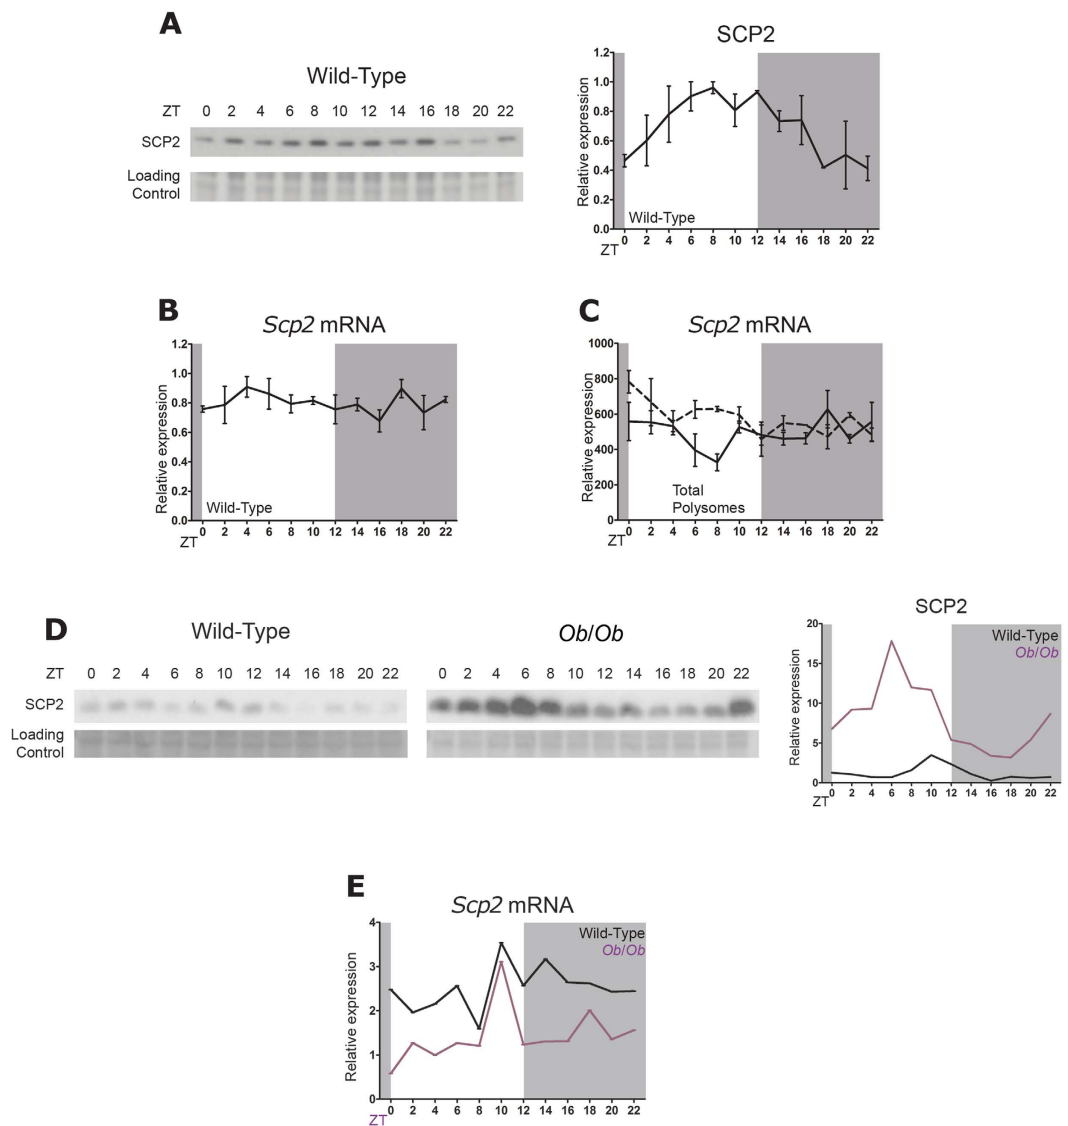 A
Wild-Type
ZT 0 2 4 6 8 10 12 14 16 18 20 22
SCP2
Loading
Control
SCP2
Relative expression
1.2
1.0
0.8
0.6
0.4
0.2
0.0
Wild-Type
0 2 4 6 8 10 12 14 16 18 20 22
ZT
B
Scp2 mRNA
Relative expression
1.2
1.0
0.8
0.6
0.4
0.2
0.0
Wild-Type
0 2 4 6 8 10 12 14 16 18 20 22
ZT
C
Scp2 mRNA
Relative expression
1000
800
600
400
200
0
Total
Polysomes
0 2 4 6 8 10 12 14 16 18 20 22
ZT
D
Wild-Type
ZT 0 2 4 6 8 10 12 14 16 18 20 22
SCP2
Loading
Control
Ob/Ob
0 2 4 6 8 10 12 14 16 18 20 22
SCP2
Relative expression
20
15
10
5
0
Wild-Type
Ob/Ob
0 2 4 6 8 10 12 14 16 18 20 22
ZT
E
Scp2 mRNA
Relative expression
4
3
2
1
0
Wild-Type
Ob/Ob
0 2 4 6 8 10 12 14 16 18 20 22
ZT